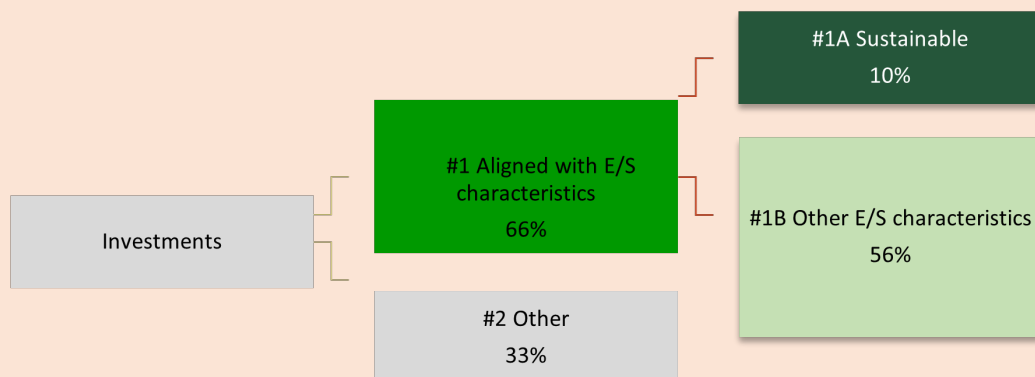 Investments
#1 Aligned with E/S
characteristics
66%
#2 Other
33%
#1A Sustainable
10%
#1B Other E/S characteristics
56%